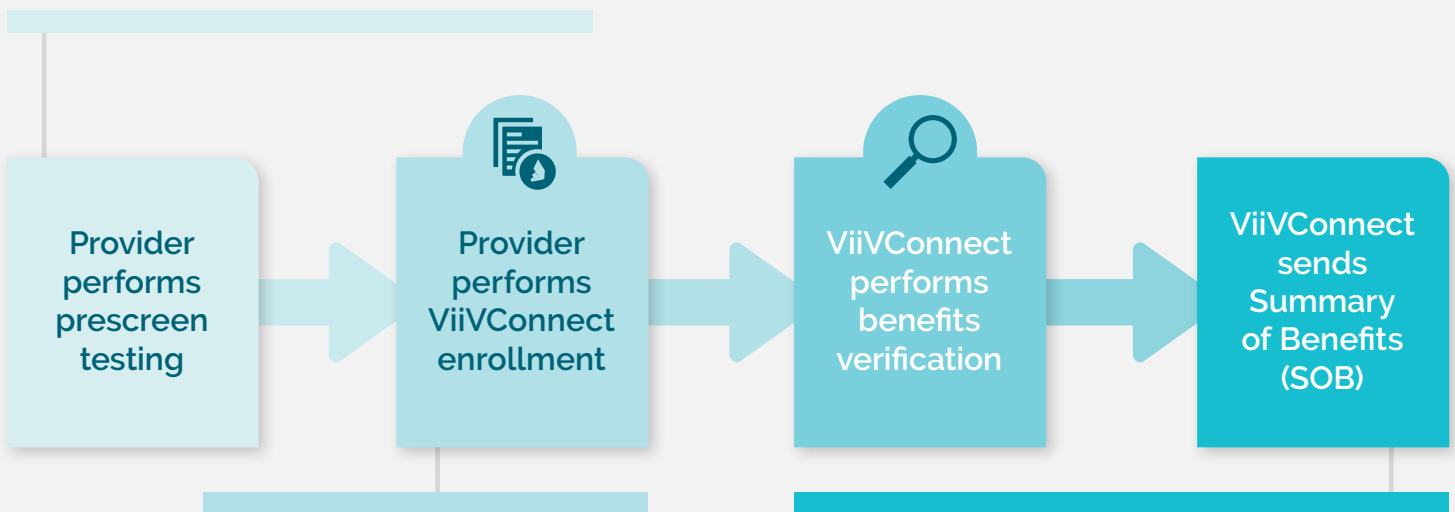 Provider
performs
prescreen
testing
Provider
performs
ViiVConnect
enrollment
ViiVConnect
performs
benefits
verification
ViiVConnect
sends
Summary
of Benefits
(SOB)